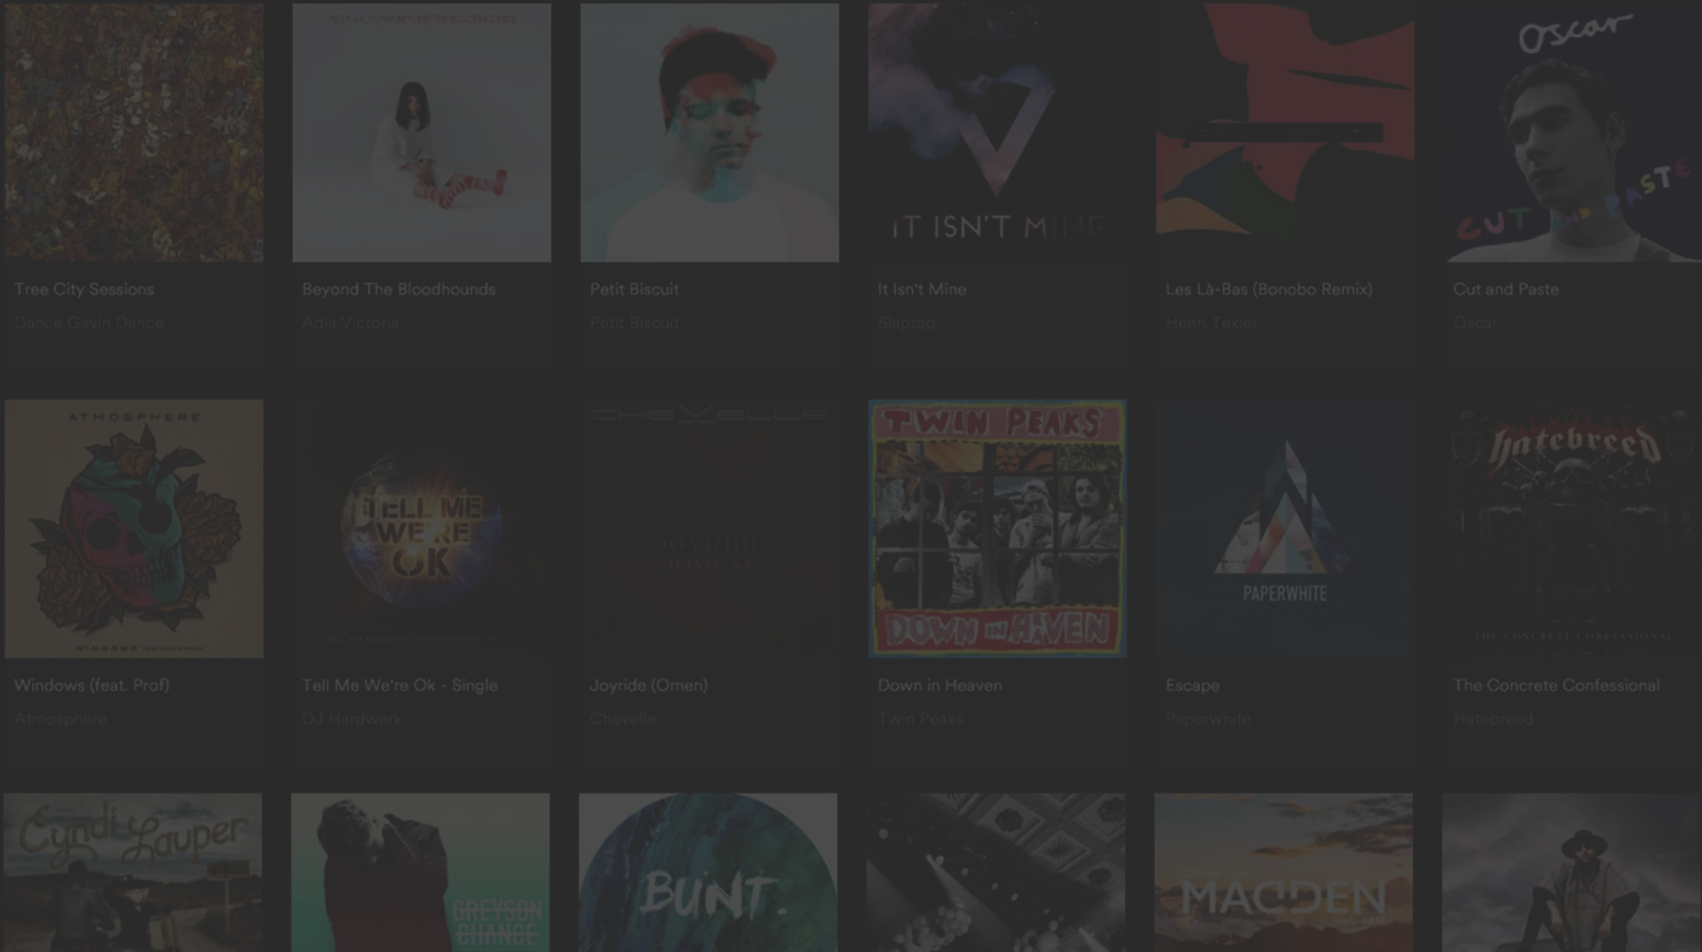 ADIA VICTORIA BEYOND THE BLOODHOUNDS
IT ISN'T MINE
Oscar
CUT AND PASTE
Tree City Sessions
Dance Gavin Dance
Beyond The Bloodhounds
Adia Victoria
Petit Biscuit
Petit Biscuit
It Isn't Mine
Slaptop
Les Là-Bas (Bonobo Remix)
Henri Texier
Cut and Paste
Oscar
ATMOSPHERE
WINDOWS FEATURING PROF
TELL ME
WE'RE
OK
CHEVELLE
JOYRIDE
(OMEN)
TWIN PEAKS
DOWN IN HEAVEN
PAPERWHITE
hatebreed
THE CONCRETE CONFESSIONAL
Windows (feat. Prof)
Atmosphere
Tell Me We're Ok - Single
DJ Hardwerk
Joyride (Omen)
Chevelle
Down in Heaven
Twin Peaks
Escape
Paperwhite
The Concrete Confessional
Hatebreed
Cyndi Lauper
GREYSON
CHANCE
BUNT.
MADDEN